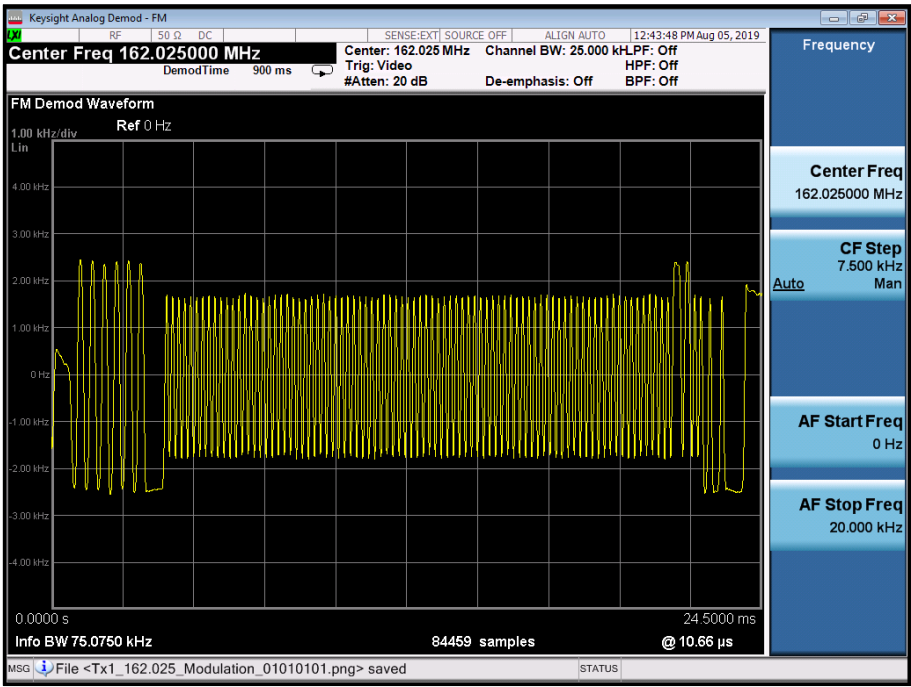 Keysight Analog Demod - FM
LXI RF 50 Ω DC SENSE:EXT SOURCE OFF ALIGN AUTO 12:43:48 PM Aug 05, 2019
Center Freq 162.025000 MHz
DemodTime 900 ms
Center: 162.025 MHz Channel BW: 25.000 kHLPF: Off
Trig: Video HPF: Off
#Atten: 20 dB De-emphasis: Off BPF: Off
FM Demod Waveform
Ref 0 Hz
1.00 kHz/div
Lin
4.00 kHz
3.00 kHz
2.00 kHz
1.00 kHz
0 Hz
-1.00 kHz
-2.00 kHz
-3.00 kHz
-4.00 kHz
0.0000 s 24.5000 ms
Info BW 75.0750 kHz 84459 samples @ 10.66 µs
MSG File <Tx1_162.025_Modulation_01010101.png> saved STATUS
Frequency
Center Freq
162.025000 MHz
CF Step
7.500 kHz
Auto Man
AF Start Freq
0 Hz
AF Stop Freq
20.000 kHz